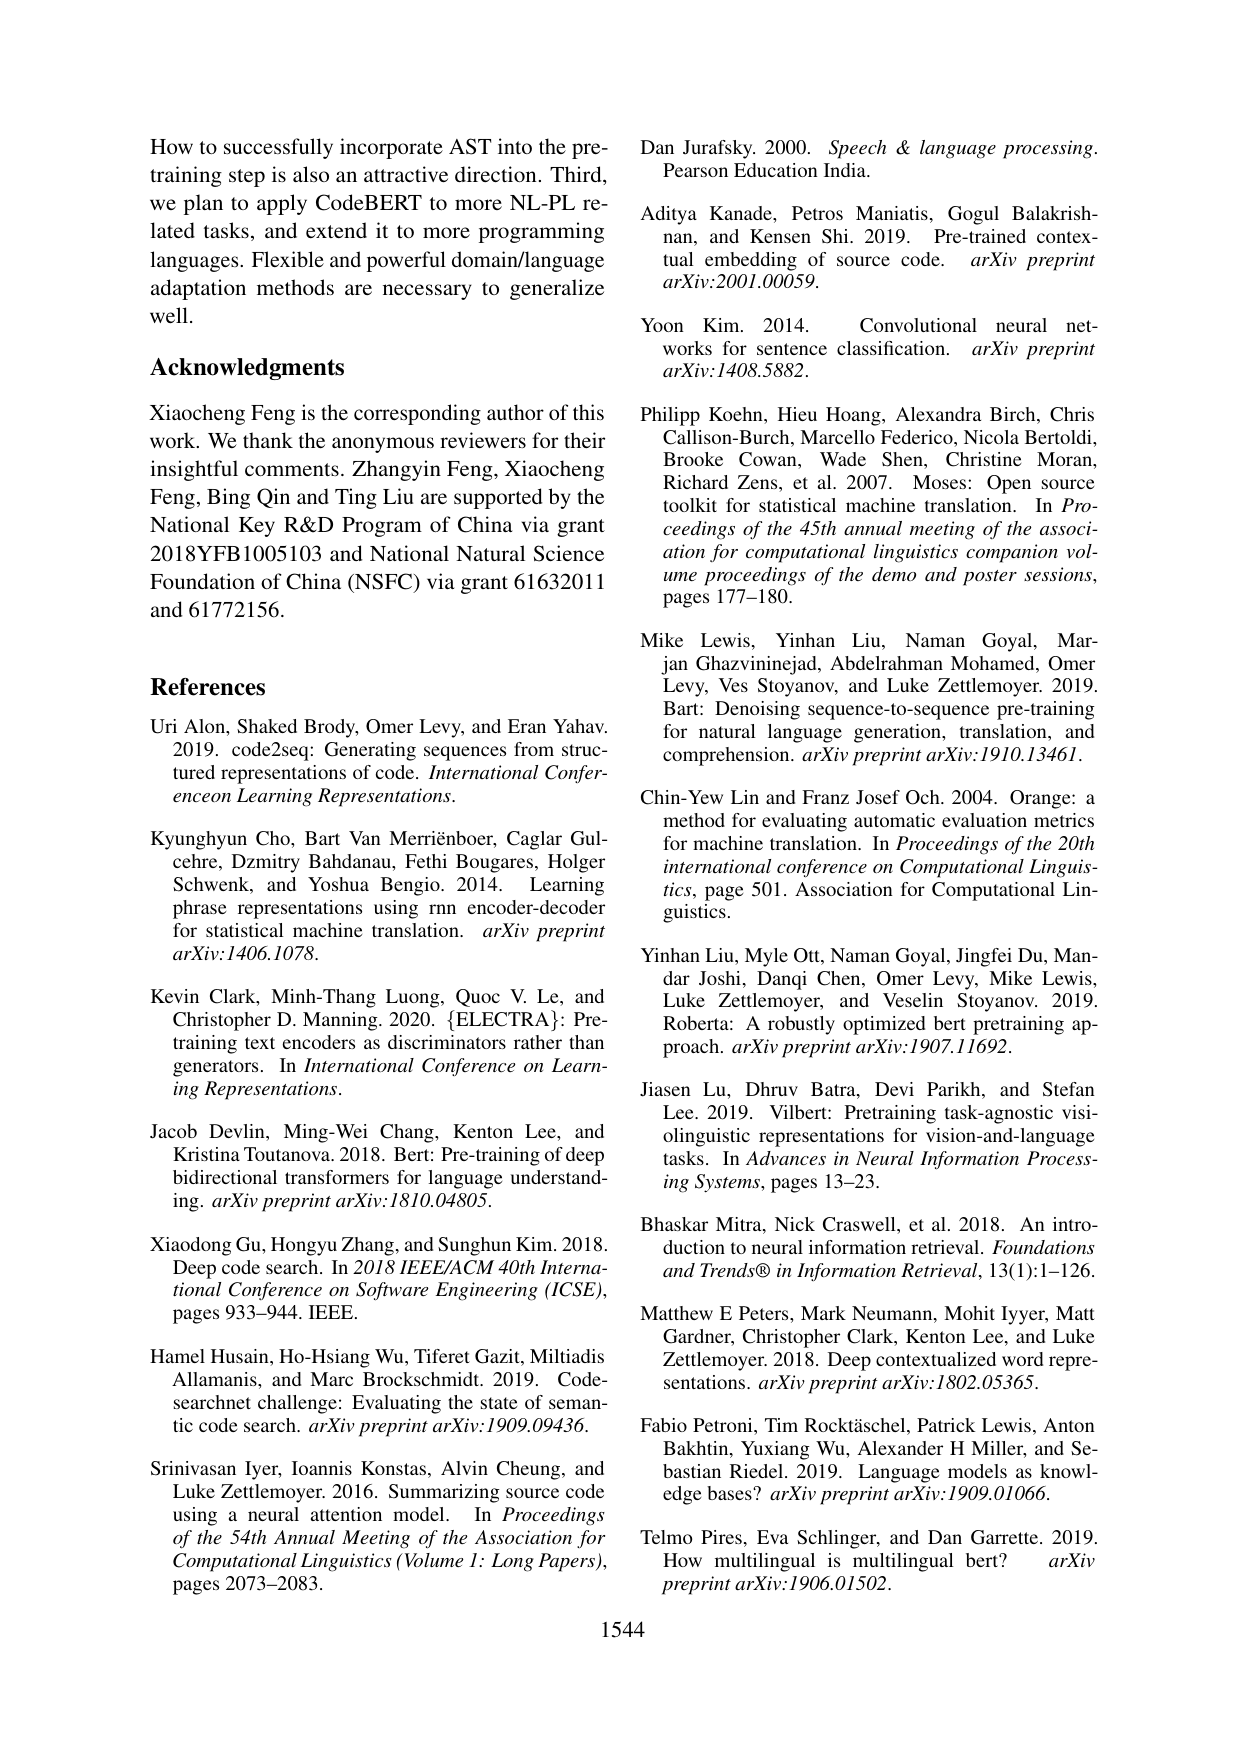 How to successfully incorporate AST into the pre-
training step is also an attractive direction. Third,
we plan to apply CodeBERT to more NL-PL re-
lated tasks, and extend it to more programming
languages. Flexible and powerful domain/language
adaptation methods are necessary to generalize
well.
Acknowledgments
Xiaocheng Feng is the corresponding author of this
work. We thank the anonymous reviewers for their
insightful comments. Zhangyin Feng, Xiaocheng
Feng, Bing Qin and Ting Liu are supported by the
National Key R&D Program of China via grant
2018YFB1005103 and National Natural Science
Foundation of China (NSFC) via grant 61632011
and 61772156.
References
Uri Alon, Shaked Brody, Omer Levy, and Eran Yahav.
2019. code2seq: Generating sequences from struc-
tured representations of code. International Confer-
enceon Learning Representations.
Kyunghyun Cho, Bart Van Merriënboer, Caglar Gul-
cehre, Dzmitry Bahdanau, Fethi Bougares, Holger
Schwenk, and Yoshua Bengio. 2014. Learning
phrase representations using rnn encoder-decoder
for statistical machine translation. arXiv preprint
arXiv:1406.1078.
Kevin Clark, Minh-Thang Luong, Quoc V. Le, and
Christopher D. Manning. 2020. {ELECTRA}: Pre-
training text encoders as discriminators rather than
generators. In International Conference on Learn-
ing Representations.
Jacob Devlin, Ming-Wei Chang, Kenton Lee, and
Kristina Toutanova. 2018. Bert: Pre-training of deep
bidirectional transformers for language understand-
ing. arXiv preprint arXiv:1810.04805.
Xiaodong Gu, Hongyu Zhang, and Sunghun Kim. 2018.
Deep code search. In 2018 IEEE/ACM 40th Interna-
tional Conference on Software Engineering (ICSE),
pages 933–944. IEEE.
Hamel Husain, Ho-Hsiang Wu, Tiferet Gazit, Miltiadis
Allamanis, and Marc Brockschmidt. 2019. Code-
searchnet challenge: Evaluating the state of seman-
tic code search. arXiv preprint arXiv:1909.09436.
Srinivasan Iyer, Ioannis Konstas, Alvin Cheung, and
Luke Zettlemoyer. 2016. Summarizing source code
using a neural attention model. In Proceedings
of the 54th Annual Meeting of the Association for
Computational Linguistics (Volume 1: Long Papers),
pages 2073–2083.
Dan Jurafsky. 2000. Speech & language processing.
Pearson Education India.
Aditya Kanade, Petros Maniatis, Gogul Balakrish-
nan, and Kensen Shi. 2019. Pre-trained contex-
tual embedding of source code. arXiv preprint
arXiv:2001.00059.
Yoon Kim. 2014. Convolutional neural net-
works for sentence classification. arXiv preprint
arXiv:1408.5882.
Philipp Koehn, Hieu Hoang, Alexandra Birch, Chris
Callison-Burch, Marcello Federico, Nicola Bertoldi,
Brooke Cowan, Wade Shen, Christine Moran,
Richard Zens, et al. 2007. Moses: Open source
toolkit for statistical machine translation. In Pro-
ceedings of the 45th annual meeting of the associ-
ation for computational linguistics companion vol-
ume proceedings of the demo and poster sessions,
pages 177–180.
Mike Lewis, Yinhan Liu, Naman Goyal, Mar-
jan Ghazvininejad, Abdelrahman Mohamed, Omer
Levy, Ves Stoyanov, and Luke Zettlemoyer. 2019.
Bart: Denoising sequence-to-sequence pre-training
for natural language generation, translation, and
comprehension. arXiv preprint arXiv:1910.13461.
Chin-Yew Lin and Franz Josef Och. 2004. Orange: a
method for evaluating automatic evaluation metrics
for machine translation. In Proceedings of the 20th
international conference on Computational Linguis-
tics, page 501. Association for Computational Lin-
guistics.
Yinhan Liu, Myle Ott, Naman Goyal, Jingfei Du, Man-
dar Joshi, Danqi Chen, Omer Levy, Mike Lewis,
Luke Zettlemoyer, and Veselin Stoyanov. 2019.
Roberta: A robustly optimized bert pretraining ap-
proach. arXiv preprint arXiv:1907.11692.
Jiasen Lu, Dhruv Batra, Devi Parikh, and Stefan
Lee. 2019. Vilbert: Pretraining task-agnostic visi-
olinguistic representations for vision-and-language
tasks. In Advances in Neural Information Process-
ing Systems, pages 13–23.
Bhaskar Mitra, Nick Craswell, et al. 2018. An intro-
duction to neural information retrieval. Foundations
and Trends® in Information Retrieval, 13(1):1–126.
Matthew E Peters, Mark Neumann, Mohit Iyyer, Matt
Gardner, Christopher Clark, Kenton Lee, and Luke
Zettlemoyer. 2018. Deep contextualized word repre-
sentations. arXiv preprint arXiv:1802.05365.
Fabio Petroni, Tim Rocktäschel, Patrick Lewis, Anton
Bakhtin, Yuxiang Wu, Alexander H Miller, and Se-
bastian Riedel. 2019. Language models as knowl-
edge bases? arXiv preprint arXiv:1909.01066.
Telmo Pires, Eva Schlinger, and Dan Garrette. 2019.
How multilingual is multilingual bert? arXiv
preprint arXiv:1906.01502.
1544